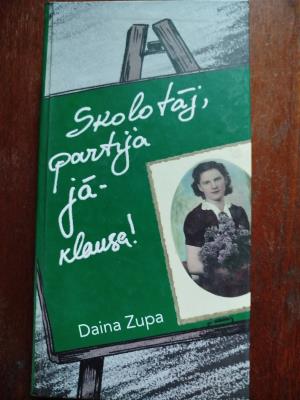 Skolotāj,
partija
jā-
klausa!
Daina Zupa